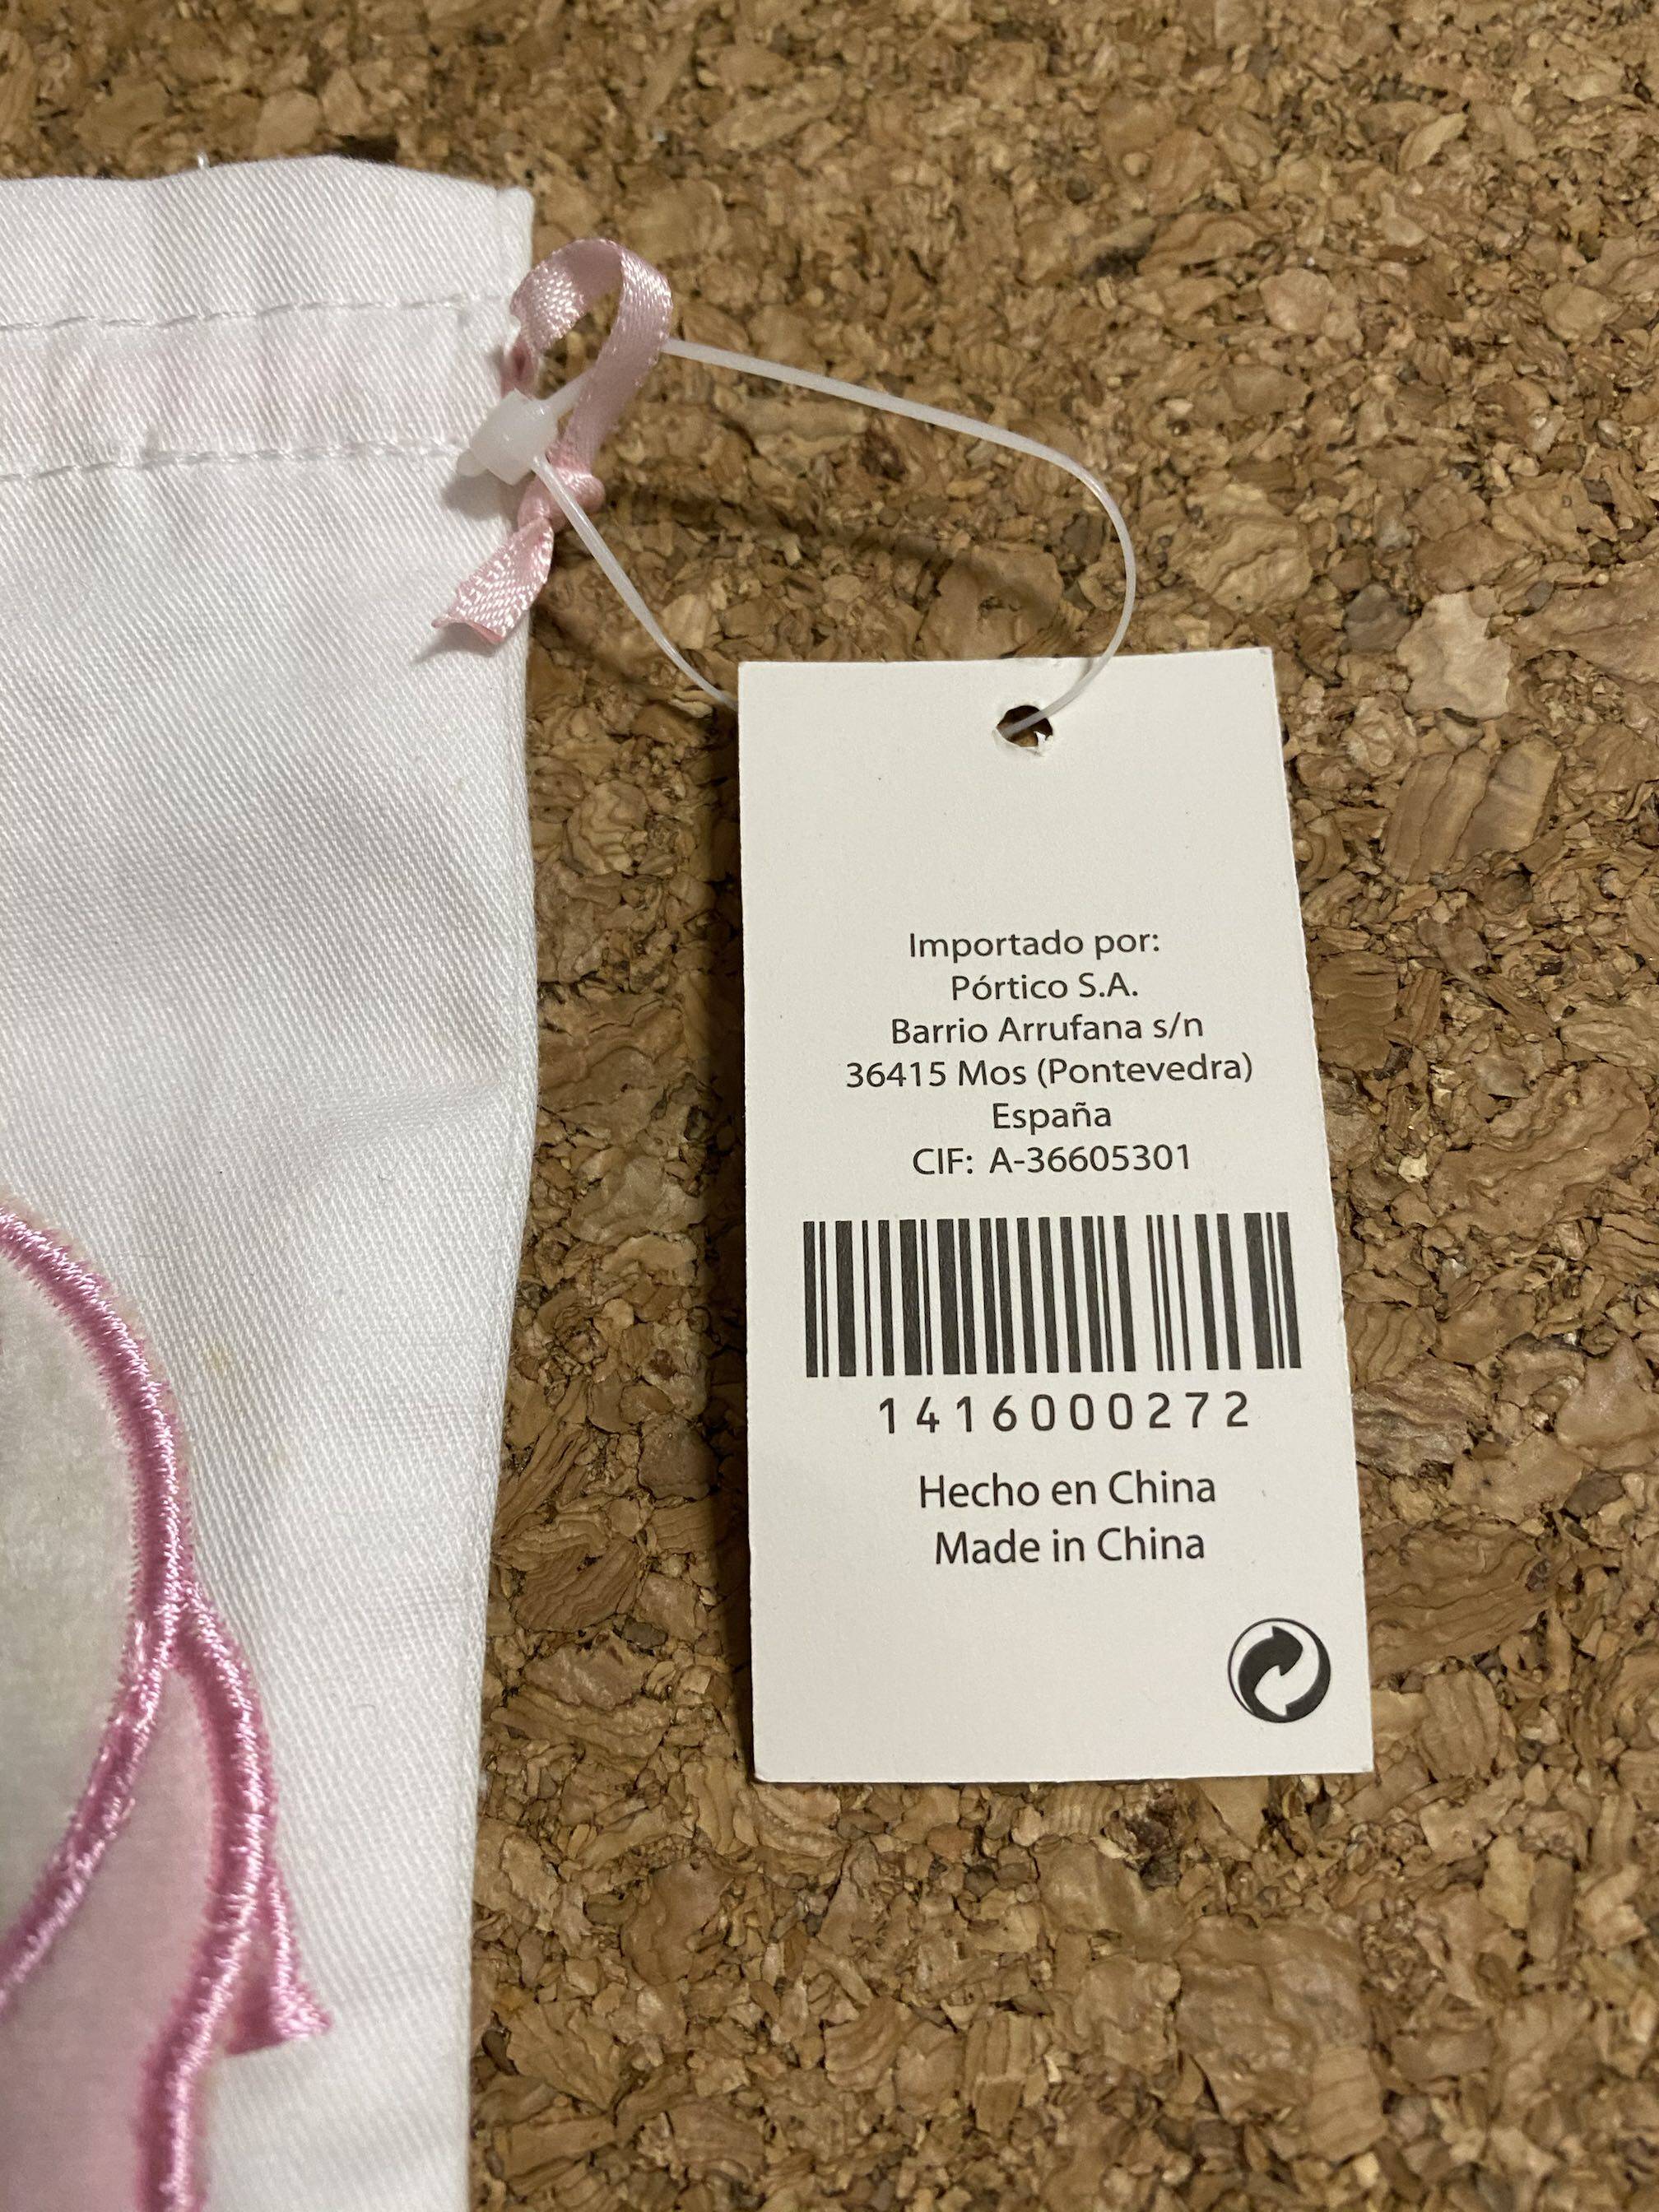 Importado por:
Pórtico S.A.
Barrio Arrufana s/n
36415 Mos (Pontevedra)
España
CIF: A-36605301
1416000272
Hecho en China
Made in China